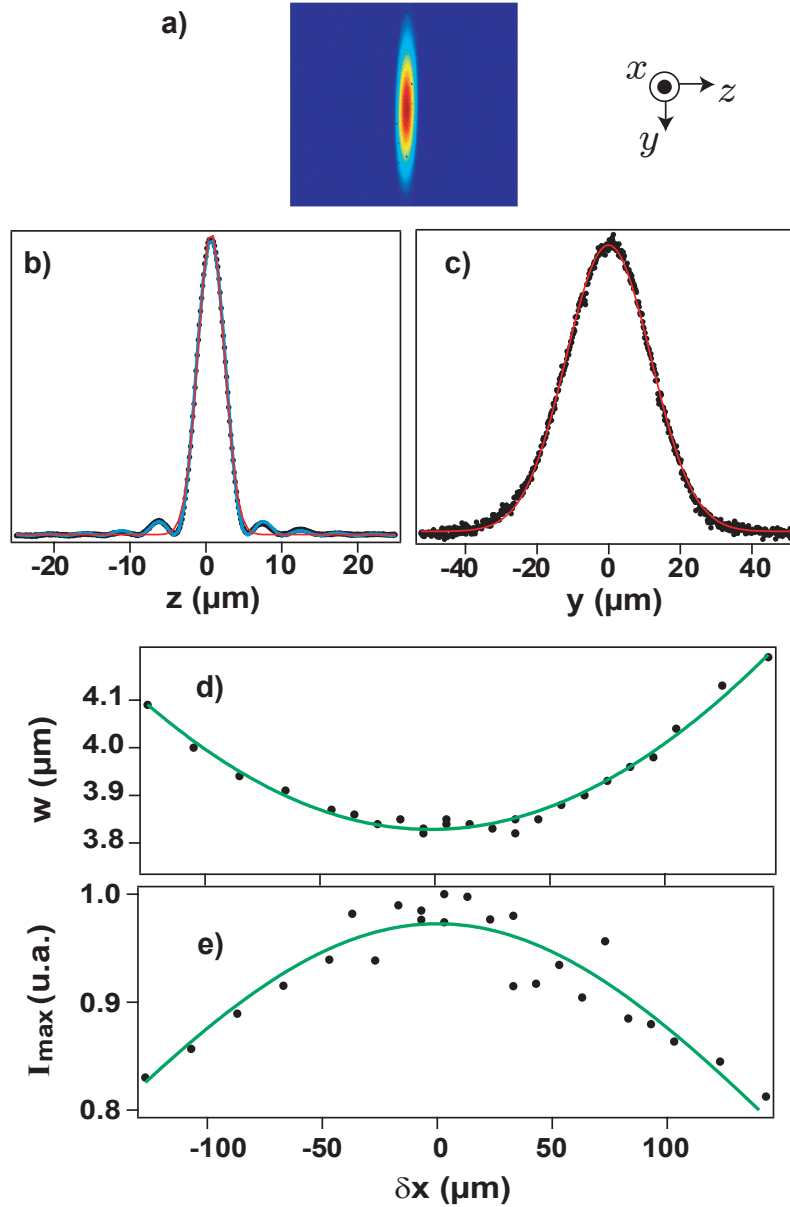 a)
x
z
y
b)
c)
-20 -10 0 10 20
z (µm)
-40 -20 0 20 40
y (µm)
d)
4.1
4.0
3.9
3.8
w (µm)
e)
1.0
0.9
0.8
Imax (u.a.)
-100 -50 0 50 100
δx (µm)